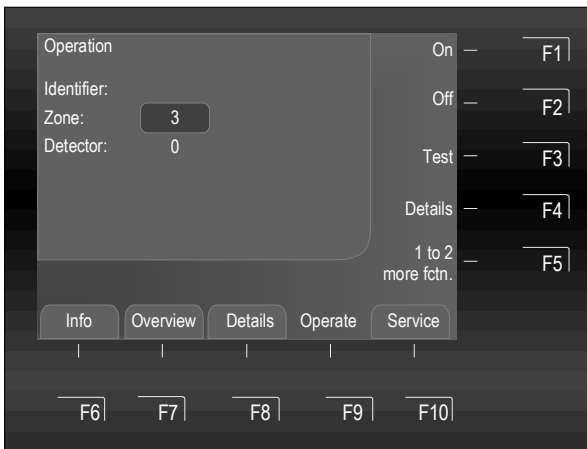 Operation
On
F1
Identifier:
Off
F2
Zone: 3
Detector: 0
Test
F3
Details
F4
1 to 2
more fctn.
F5
Info Overview Details Operate Service
F6 F7 F8 F9 F10